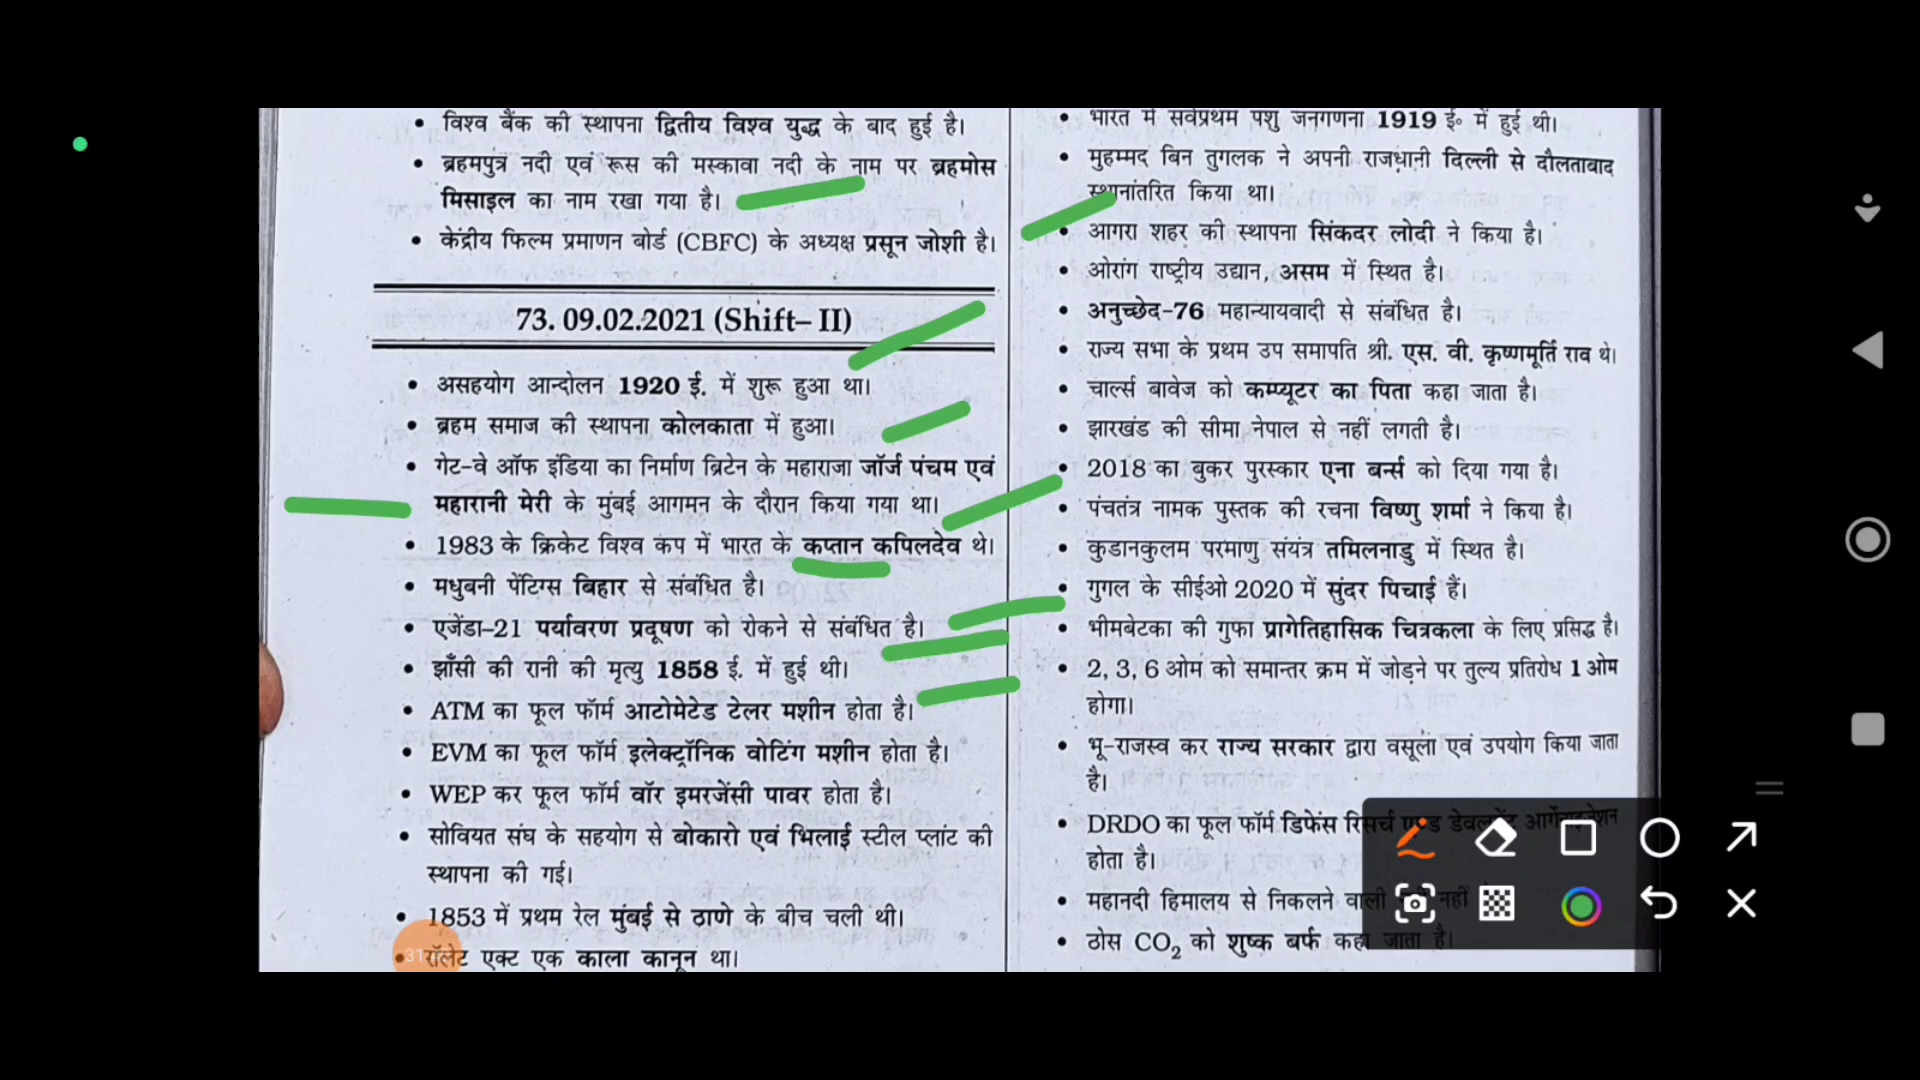 विश्व बैंक की स्थापना द्वितीय विश्व युद्ध के बाद हुई है।
ब्रहमपुत्र नदी एवं रूस की मस्कावा नदी के नाम पर ब्रहमोस
मिसाइल का नाम रखा गया है।
केंद्रीय फिल्म प्रमाणन बोर्ड (CBFC) के अध्यक्ष प्रसून जोशी है।
73. 09.02.2021 (Shift– II)
असहयोग आन्दोलन 1920 ई. में शुरू हुआ था।
ब्रहम समाज की स्थापना कोलकाता में हुआ।
गेट-वे ऑफ इंडिया का निर्माण ब्रिटेन के महाराजा जॉर्ज पंचम एवं
महारानी मेरी के मुंबई आगमन के दौरान किया गया था।
1983 के क्रिकेट विश्व कप में भारत के कप्तान कपिलदेव थे।
मधुबनी पेंटिग्स बिहार से संबंधित है।
एजेंडा–21 पर्यावरण प्रदूषण को रोकने से संबंधित है।
झाँसी की रानी की मृत्यु 1858 ई. में हुई थी।
ATM का फूल फॉर्म आटोमेटेड टेलर मशीन होता है।
EVM का फूल फॉर्म इलेक्ट्रॉनिक वोटिंग मशीन होता है।
WEP कर फूल फॉर्म वॉर इमरजेंसी पावर होता है।
सोवियत संघ के सहयोग से बोकारो एवं भिलाई स्टील प्लांट की
स्थापना की गई।
1853 में प्रथम रेल मुंबई से ठाणे के बीच चली थी।
रॉलेट एक्ट एक काला कानून था।
भारत में सर्वप्रथम पशु जनगणना 1919 ई॰ में हुई थी।
मुहम्मद बिन तुगलक ने अपनी राजधानी दिल्ली से दौलताबाद
स्थानांतरित किया था।
आगरा शहर की स्थापना सिंकदर लोदी ने किया है।
ओरांग राष्ट्रीय उद्यान, असम में स्थित है।
अनुच्छेद-76 महान्यायवादी से संबंधित है।
राज्य सभा के प्रथम उप समापति श्री. एस. वी. कृष्णमूर्ति राव थे।
चार्ल्स बावेज को कम्प्यूटर का पिता कहा जाता है।
झारखंड की सीमा नेपाल से नहीं लगती है।
2018 का बुकर पुरस्कार एना बर्न्स को दिया गया है।
पंचतंत्र नामक पुस्तक की रचना विष्णु शर्मा ने किया है।
कुडानकुलम परमाणु संयंत्र तमिलनाडु में स्थित है।
गुगल के सीईओ 2020 में सुंदर पिचाई हैं।
भीमबेटका की गुफा प्रागेतिहासिक चित्रकला के लिए प्रसिद्ध है।
2, 3, 6 ओम को समान्तर क्रम में जोड़ने पर तुल्य प्रतिरोध 1 ओम
होगा।
भू-राजस्व कर राज्य सरकार द्वारा वसूला एवं उपयोग किया जाता
है।
DRDO का फूल फॉर्म डिफेंस रिसर्च एण्ड
होता है।
महानदी हिमालय से निकलने वाली नहीं
ठोस CO₂ को शुष्क बर्फ कहा जाता है।